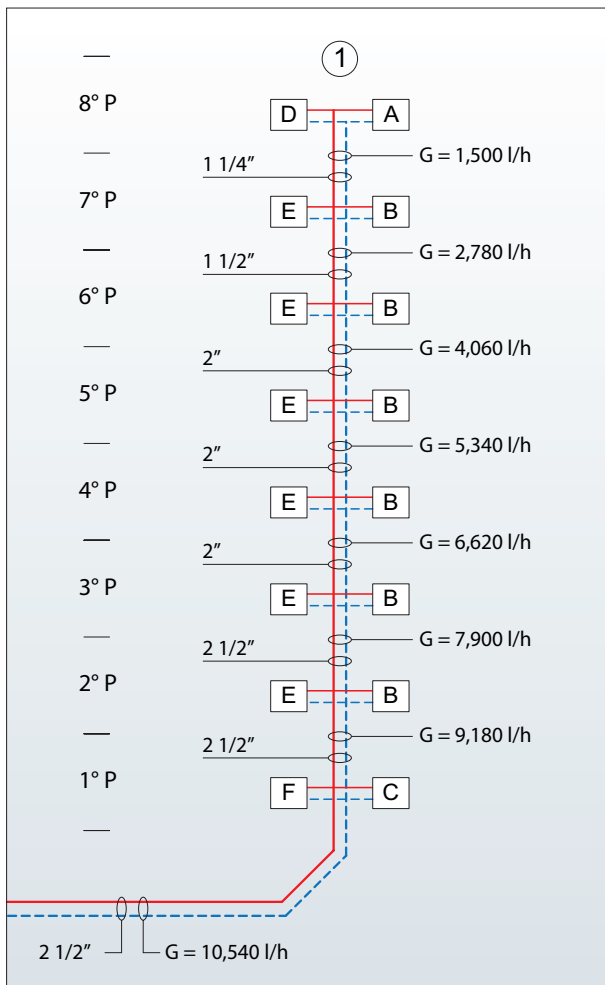 1
8° P
D
A
G = 1,500 l/h
1 1/4”
7° P
E
B
G = 2,780 l/h
1 1/2”
6° P
E
B
G = 4,060 l/h
2”
5° P
E
B
G = 5,340 l/h
2”
4° P
E
B
G = 6,620 l/h
2”
3° P
E
B
G = 7,900 l/h
2 1/2”
2° P
E
B
G = 9,180 l/h
2 1/2”
1° P
F
C
2 1/2”
G = 10,540 l/h